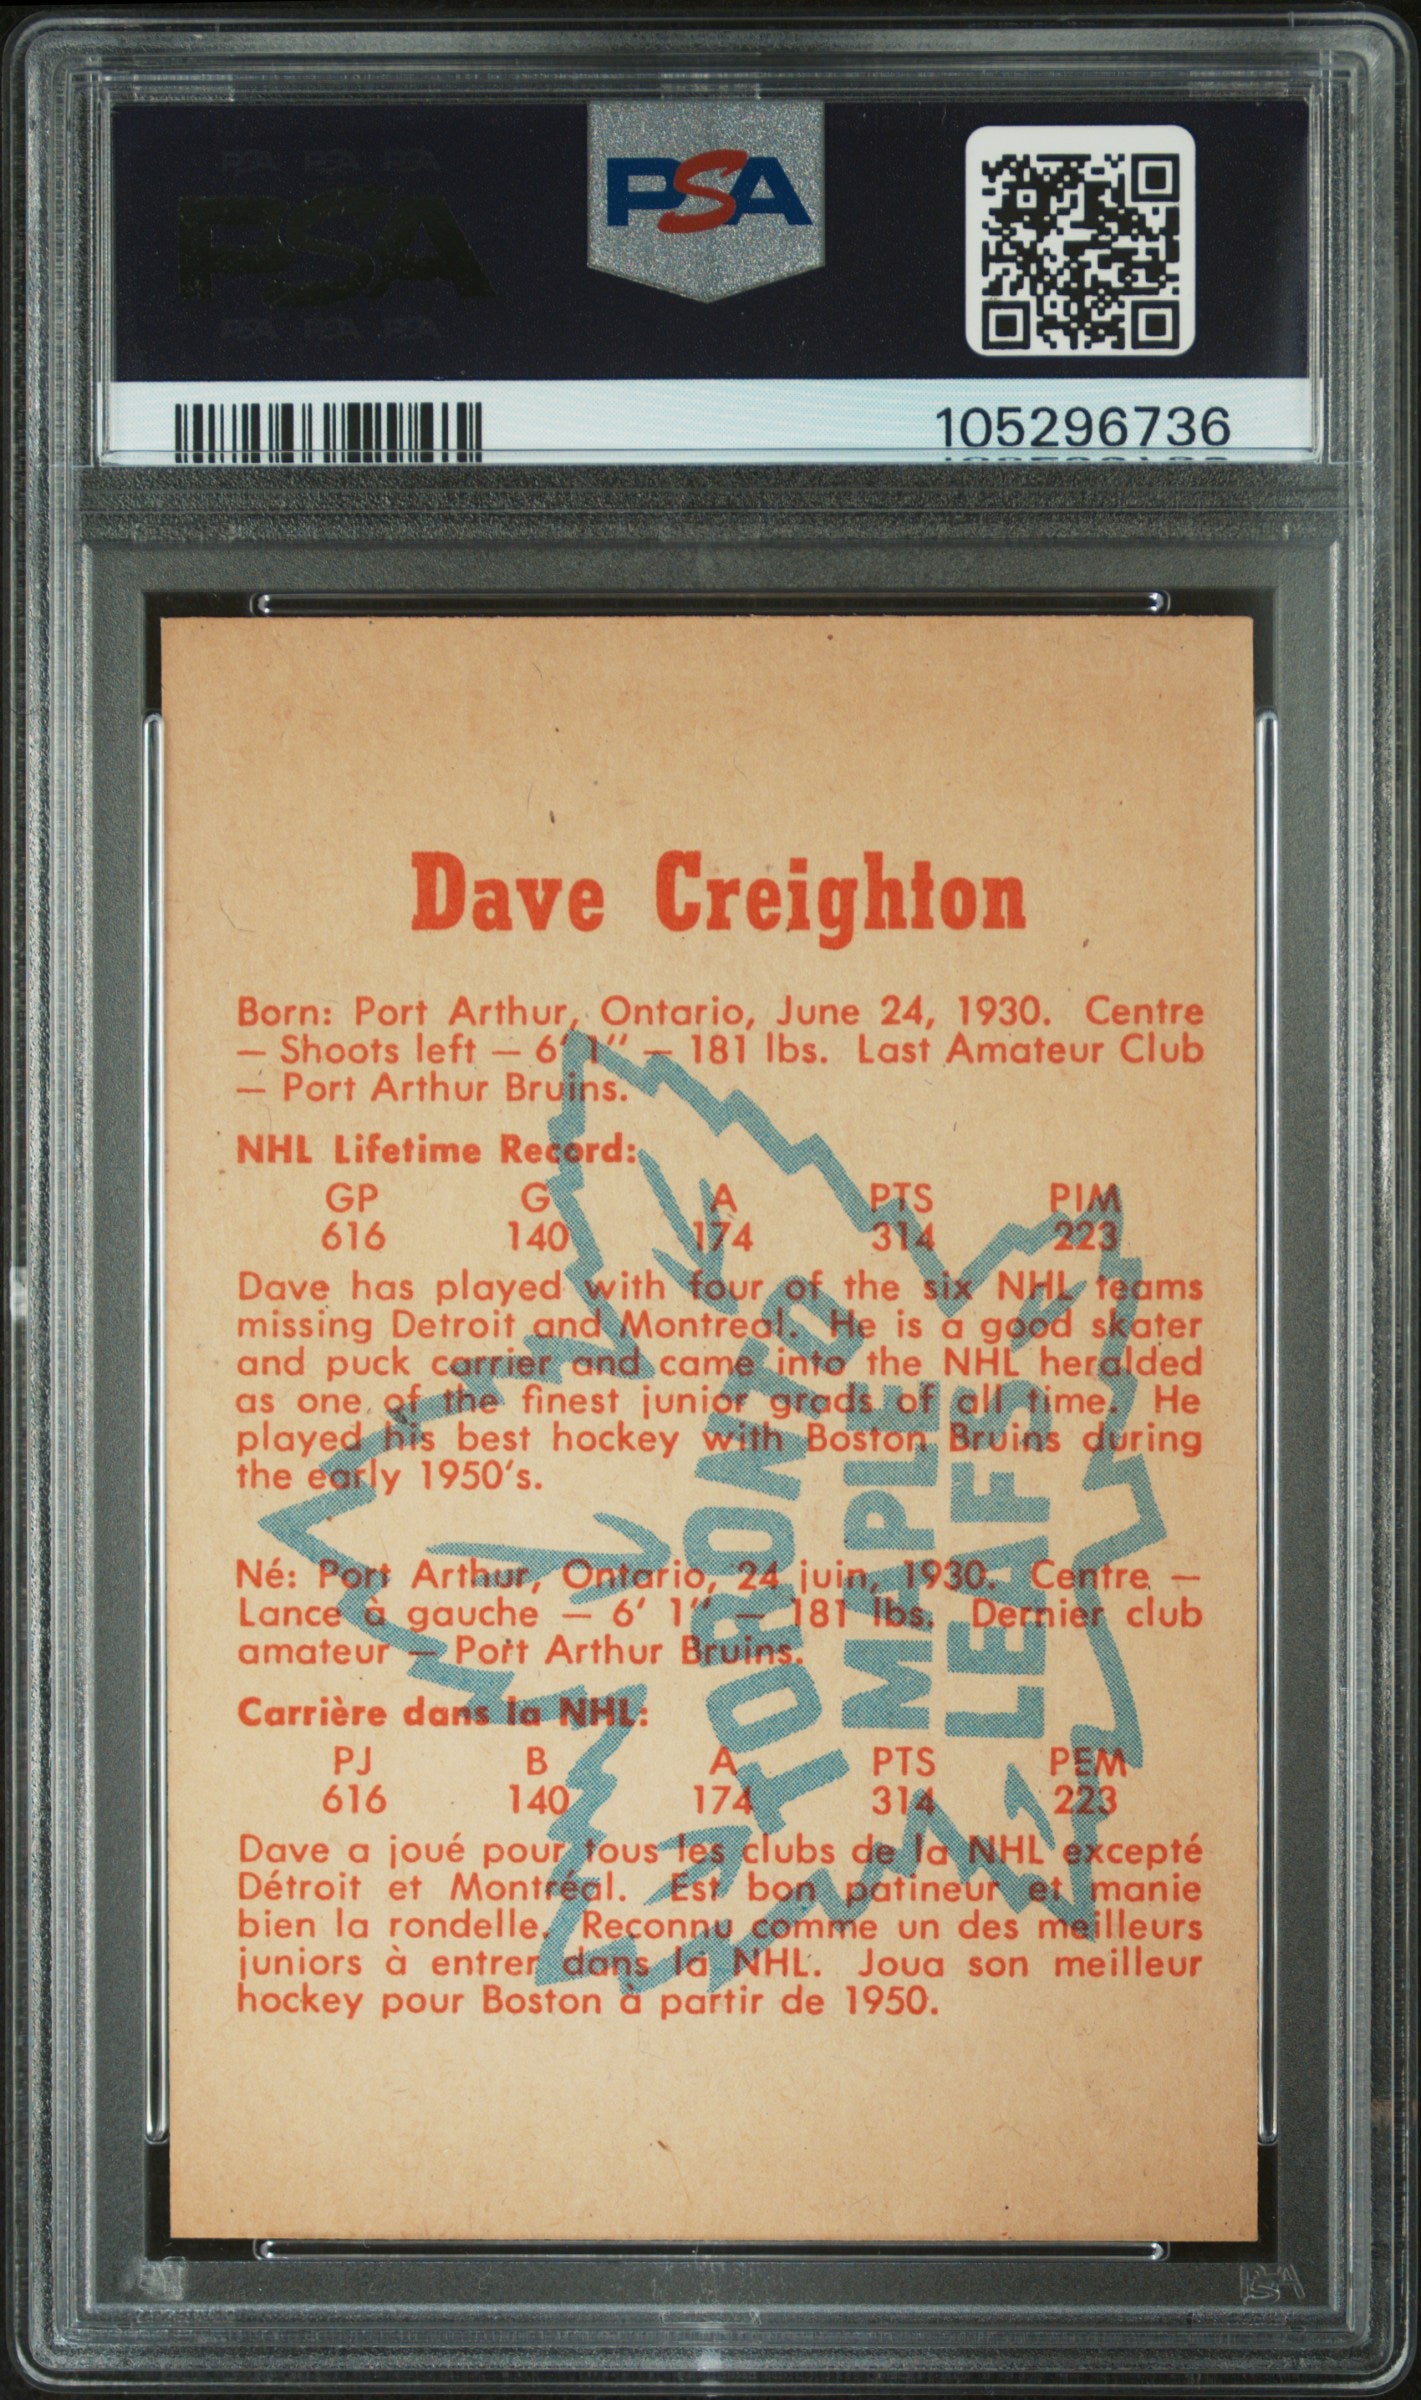 PSA PSA PSA
PSA
PSA PSA PSA
PSA
105296736
Dave Creighton
Born: Port Arthur, Ontario, June 24, 1930. Centre
— Shoots left — 6' 1" — 181 lbs. Last Amateur Club
— Port Arthur Bruins.
NHL Lifetime Record:
GP G A PTS PIM
616 140 174 314 223
Dave has played with four of the six NHL teams
missing Detroit and Montreal. He is a good skater
and puck carrier and came into the NHL heralded
as one of the finest junior grads of all time. He
played his best hockey with Boston Bruins during
the early 1950's.
Né: Port Arthur, Ontario, 24 juin, 1930. Centre —
Lance à gauche — 6' 1" — 181 lbs. Dernier club
amateur — Port Arthur Bruins.
Carrière dans la NHL:
PJ B A PTS PEM
616 140 174 314 223
Dave a joué pour tous les clubs de la NHL excepté
Détroit et Montréal. Est bon patineur et manie
bien la rondelle. Reconnu comme un des meilleurs
juniors à entrer dans la NHL. Joua son meilleur
hockey pour Boston à partir de 1950.
TORONTO
MAPLE
LEAFS
PSA